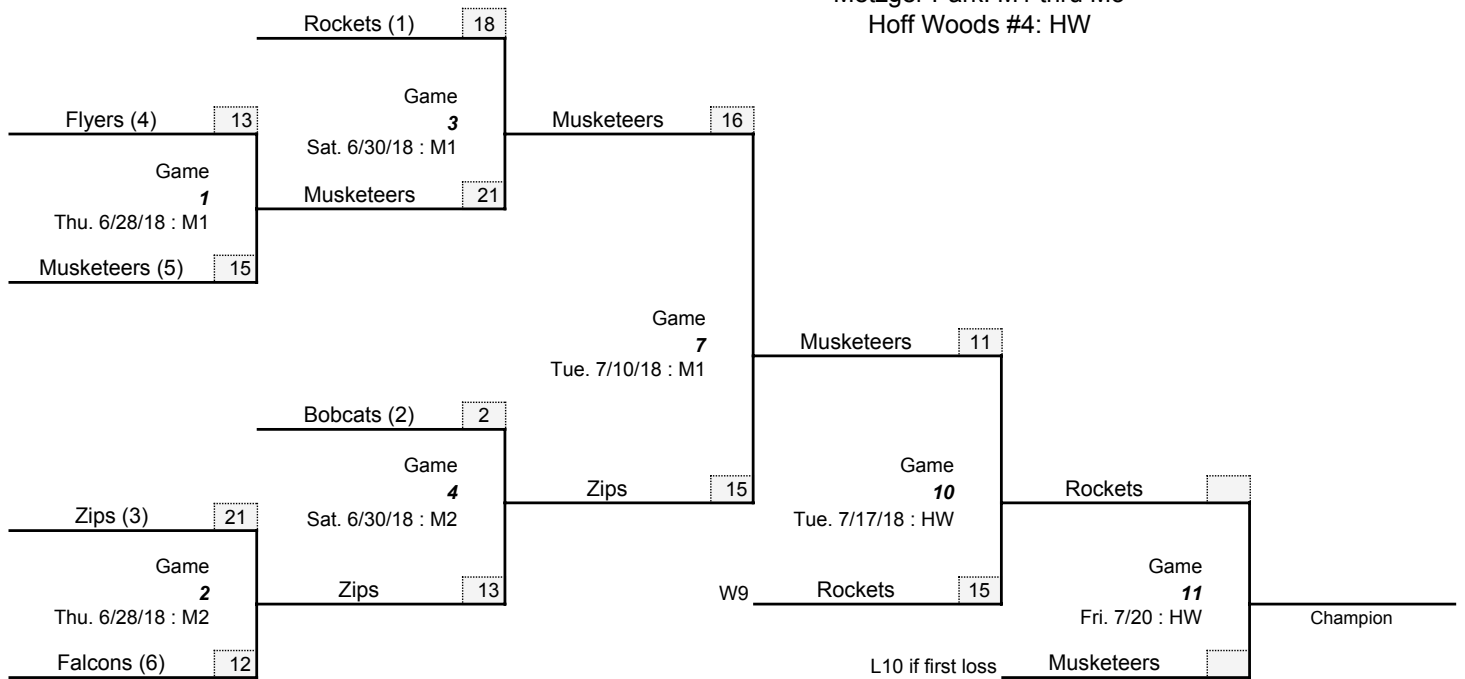 Metzger Park: M1 thru
Hoff Woods #4: HW
Rockets (1) 18
Game
3
Sat. 6/30/18 : M1
Flyers (4) 13
Musketeers 16
Game
1
Thu. 6/28/18 : M1
Musketeers 21
Musketeers (5) 15
Game
7
Tue. 7/10/18 : M1
Musketeers 11
Bobcats (2) 2
Game
4
Sat. 6/30/18 : M2
Zips 15
Game
10
Tue. 7/17/18 : HW
Rockets
Zips (3) 21
Game
2
Thu. 6/28/18 : M2
Zips 13
W9 Rockets 15
Game
11
Fri. 7/20 : HW
Champion
Falcons (6) 12
L10 if first loss Musketeers